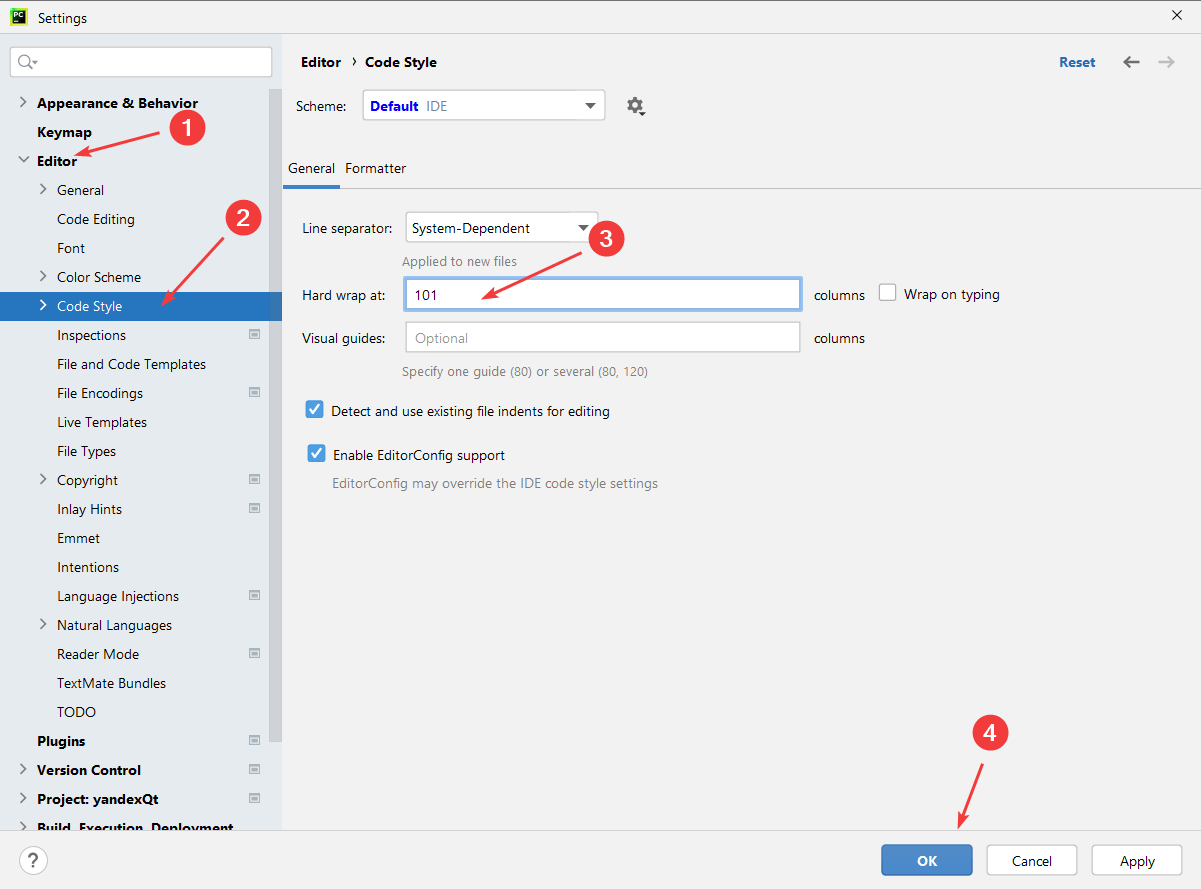 PC Settings
Appearance & Behavior
1
Keymap
Editor
General
2
Code Editing
Font
Color Scheme
Code Style
Inspections
File and Code Templates
File Encodings
Live Templates
File Types
Copyright
Inlay Hints
Emmet
Intentions
Language Injections
Natural Languages
Reader Mode
TextMate Bundles
TODO
Plugins
Version Control
Project: yandexQt
Build, Execution, Deployment
Editor › Code Style
Reset
Scheme: Default IDE
General Formatter
Line separator: System-Dependent
3
Applied to new files
Hard wrap at: 101 columns Wrap on typing
Visual guides: Optional columns
Specify one guide (80) or several (80, 120)
Detect and use existing file indents for editing
Enable EditorConfig support
EditorConfig may override the IDE code style settings
4
? OK Cancel Apply